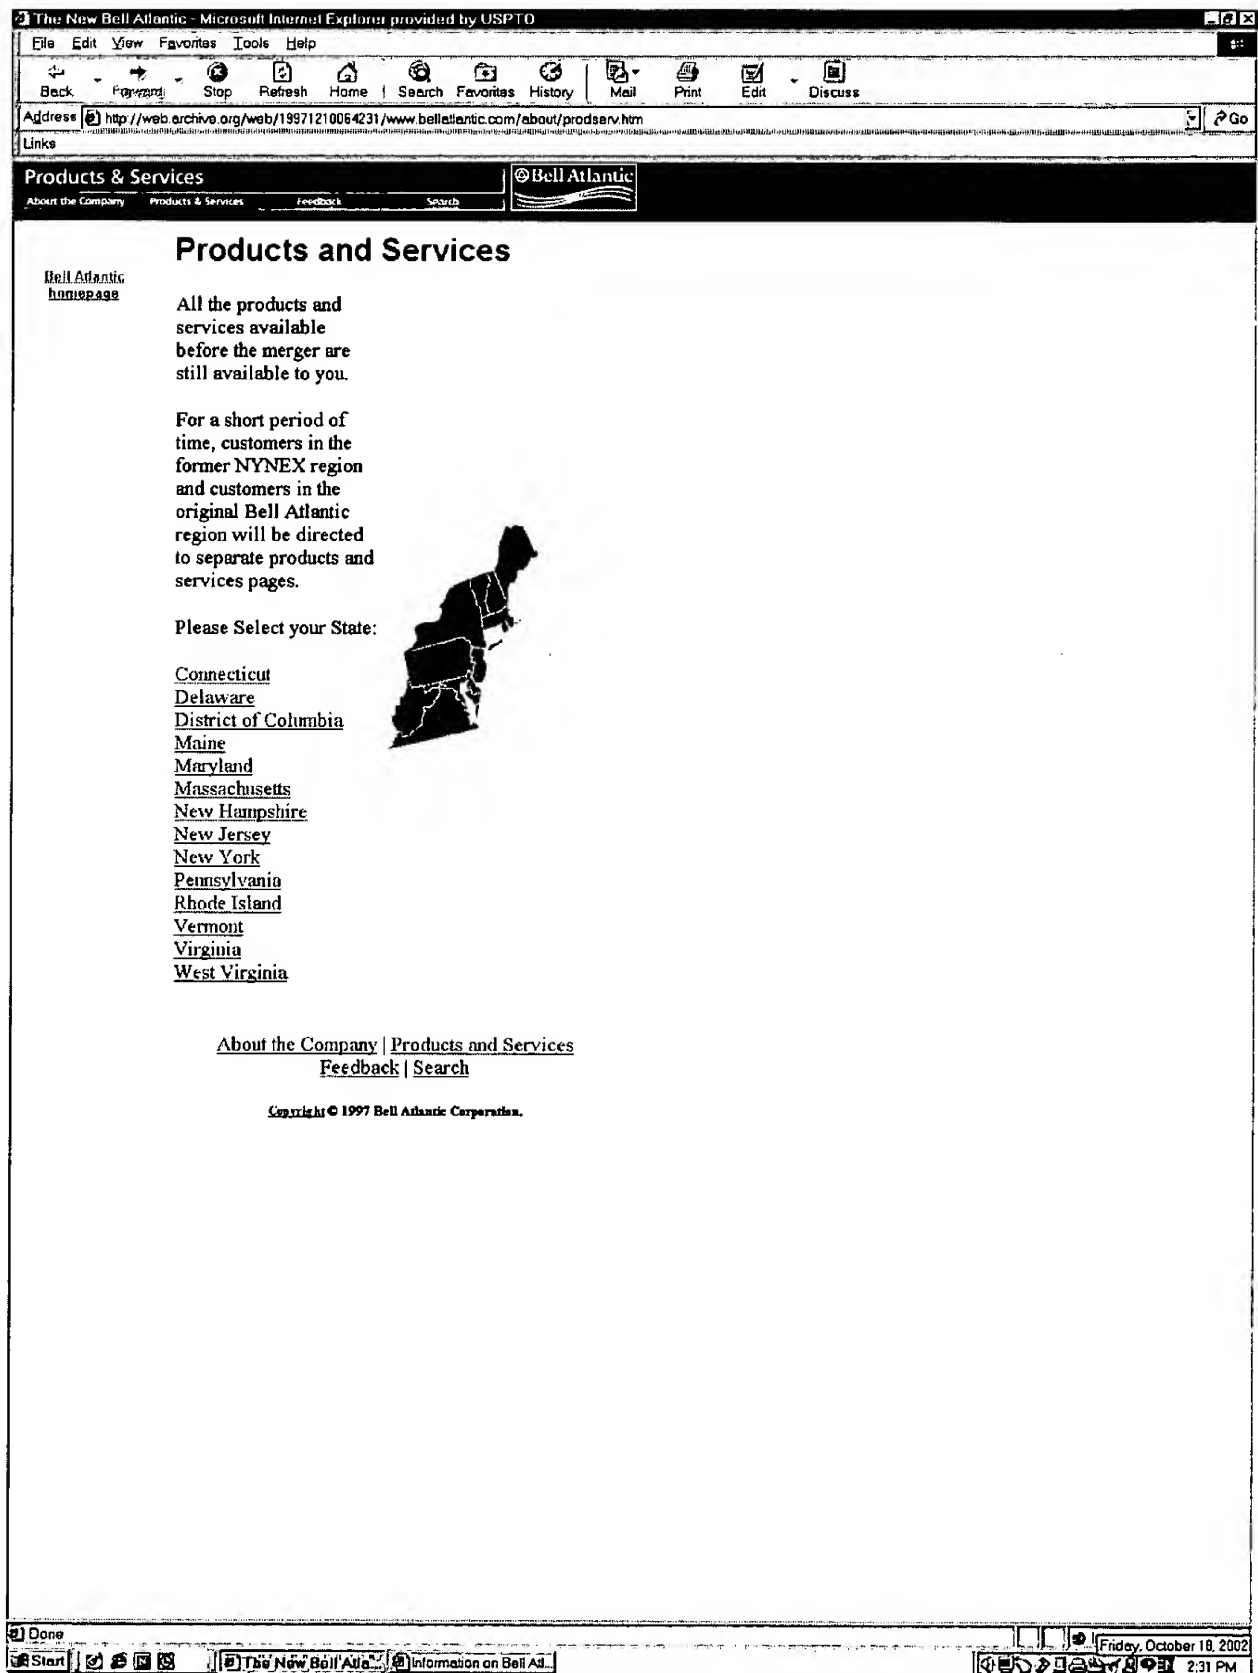 The New Bell Atlantic - Microsoft Internet Explorer provided by USPTO
File Edit View Favorites Tools Help
Back Forward Stop Refresh Home Search Favorites History Mail Print Edit Discuss
Address http://web.archive.org/web/19971210064231/www.bellatlantic.com/about/prodserv.htm Go
Links
Products & Services
Bell Atlantic
About the Company Products & Services Feedback Search
Products and Services
Bell Atlantic
homepage
All the products and
services available
before the merger are
still available to you.
For a short period of
time, customers in the
former NYNEX region
and customers in the
original Bell Atlantic
region will be directed
to separate products and
services pages.
Please Select your State:
Connecticut
Delaware
District of Columbia
Maine
Maryland
Massachusetts
New Hampshire
New Jersey
New York
Pennsylvania
Rhode Island
Vermont
Virginia
West Virginia
About the Company | Products and Services
Feedback | Search
Copyright © 1997 Bell Atlantic Corporation.
Done
Friday, October 18, 2002
Start The New Bell Atla... Information on Bell Atl... 2:31 PM